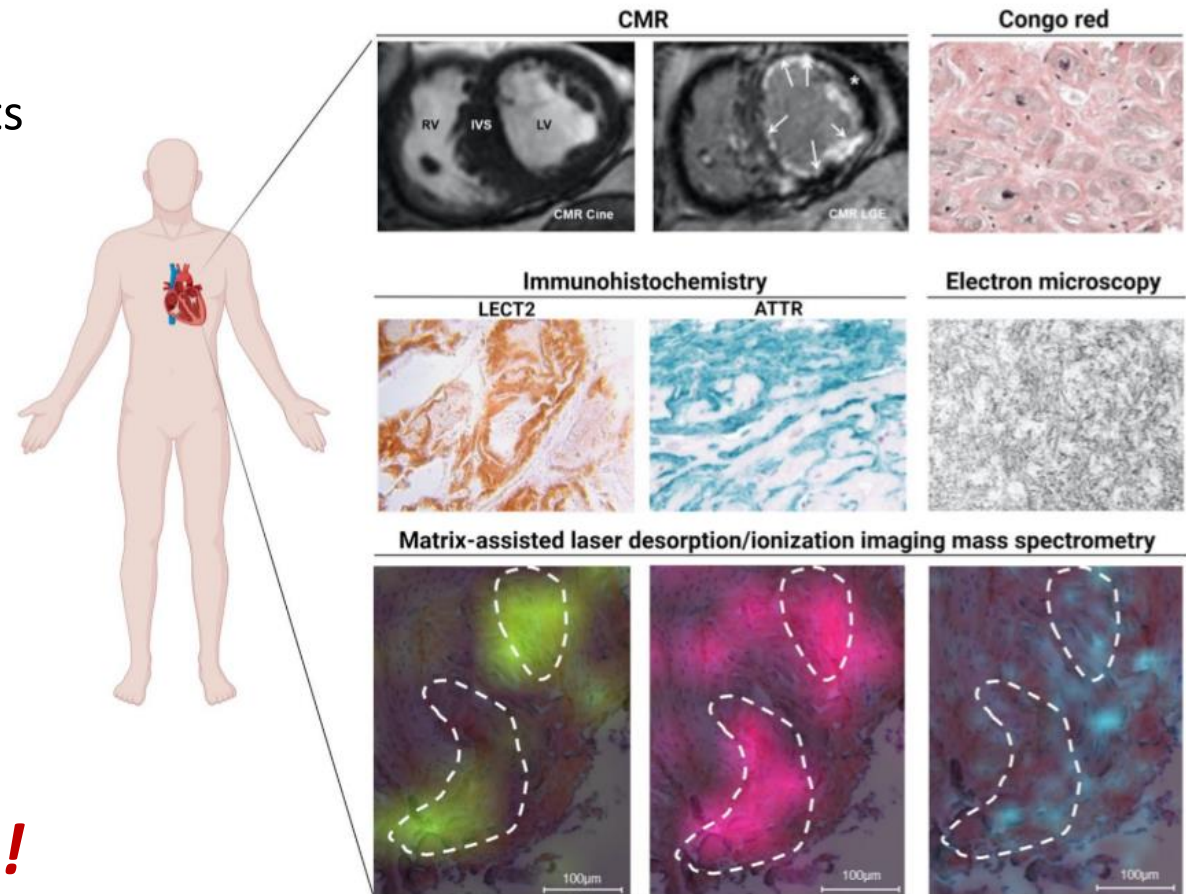 ts
CMR
Congo red
RV IVS LV
*
CMR Cine
CMR LGE
Immunohistochemistry
Electron microscopy
LECT2
ATTR
Matrix-assisted laser desorption/ionization imaging mass spectrometry
!
100µm
100µm
100µm